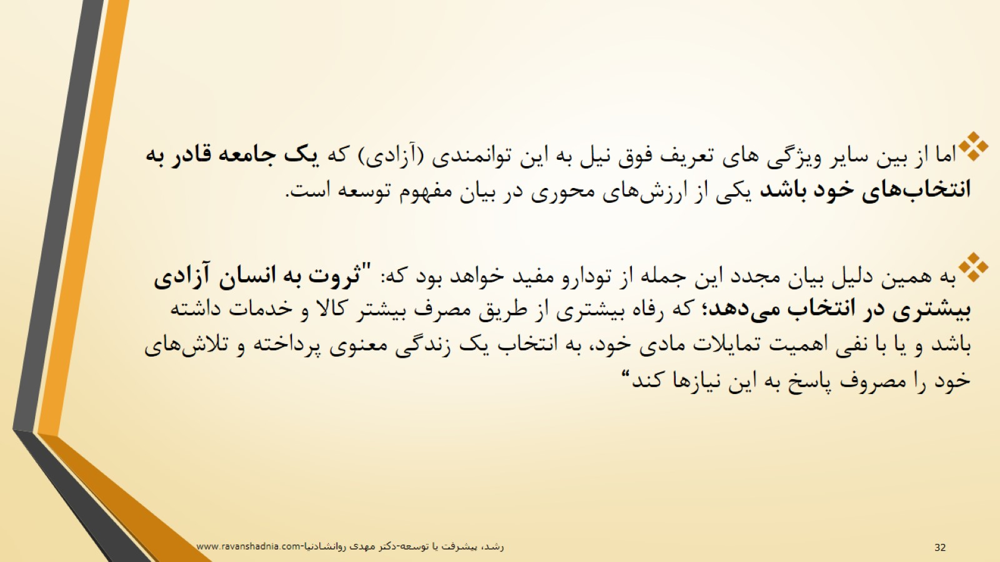 اما از بین سایر ویژگی های تعریف فوق نیل به این توانمندی (آزادی) که یک جامعه قادر به
انتخاب‌های خود باشد یکی از ارزش‌های محوری در بیان مفهوم توسعه است.
به همین دلیل بیان مجدد این جمله از تودارو مفید خواهد بود که: "ثروت به انسان آزادی
بیشتری در انتخاب می‌دهد؛ که رفاه بیشتری از طریق مصرف بیشتر کالا و خدمات داشته
باشد و یا با نفی اهمیت تمایلات مادی خود، به انتخاب یک زندگی معنوی پرداخته و تلاش‌های
خود را مصروف پاسخ به این نیازها کند“
رشد، پیشرفت یا توسعه-دکتر مهدی روانشادنیا-www.ravanshadnia.com
32